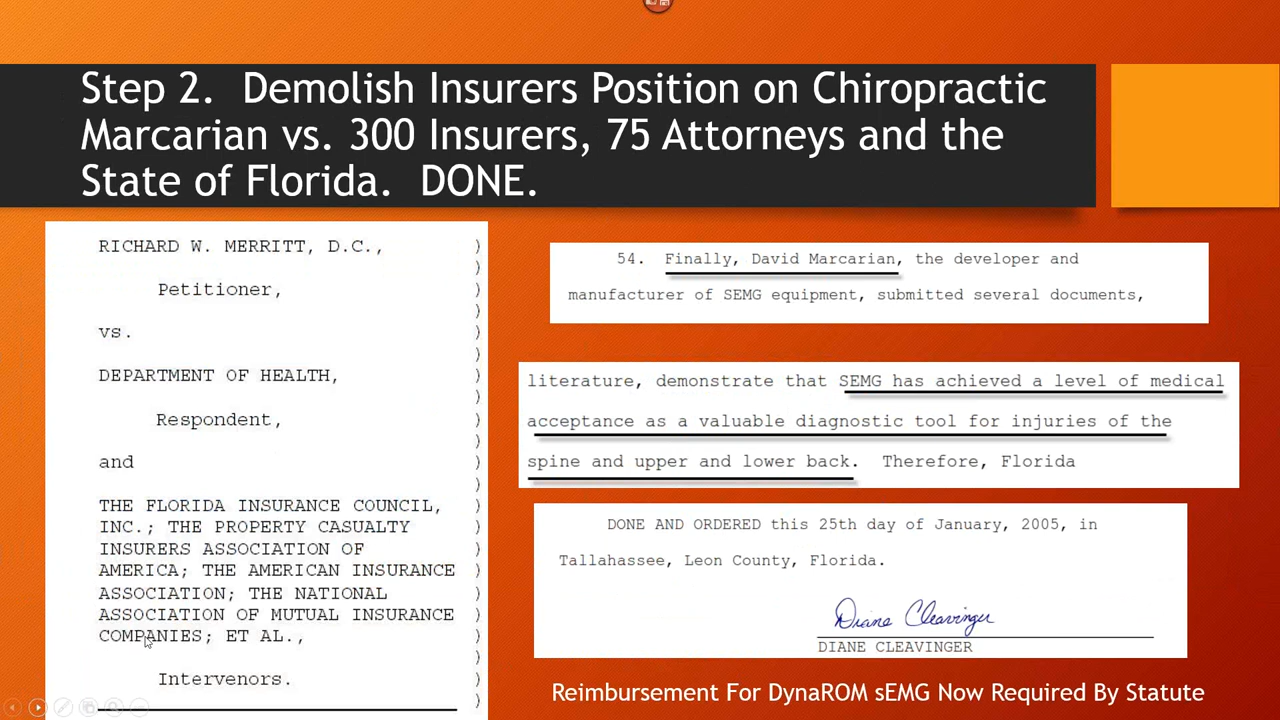 Step 2. Demolish Insurers Position on Chiropractic
Marcarian vs. 300 Insurers, 75 Attorneys and the
State of Florida. DONE.
RICHARD W. MERRITT, D.C., )
)
Petitioner, )
)
vs. )
)
DEPARTMENT OF HEALTH, )
)
Respondent, )
)
and )
)
THE FLORIDA INSURANCE COUNCIL, )
INC.; THE PROPERTY CASUALTY )
INSURERS ASSOCIATION OF )
AMERICA; THE AMERICAN INSURANCE )
ASSOCIATION; THE NATIONAL )
ASSOCIATION OF MUTUAL INSURANCE )
COMPANIES; ET AL., )
)
Intervenors. )
)
54. Finally, David Marcarian, the developer and
manufacturer of SEMG equipment, submitted several documents,
literature, demonstrate that SEMG has achieved a level of medical
acceptance as a valuable diagnostic tool for injuries of the
spine and upper and lower back. Therefore, Florida
DONE AND ORDERED this 25th day of January, 2005, in
Tallahassee, Leon County, Florida.
Diane Cleavinger
DIANE CLEAVINGER
Reimbursement For DynaROM sEMG Now Required By Statute